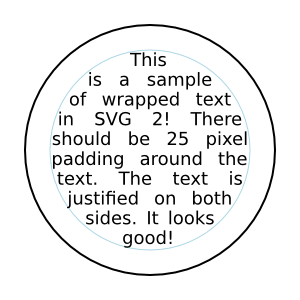 This
is a sample
of wrapped text
in SVG 2! There
should be 25 pixel
padding around the
text. The text is
justified on both
sides. It looks
good!